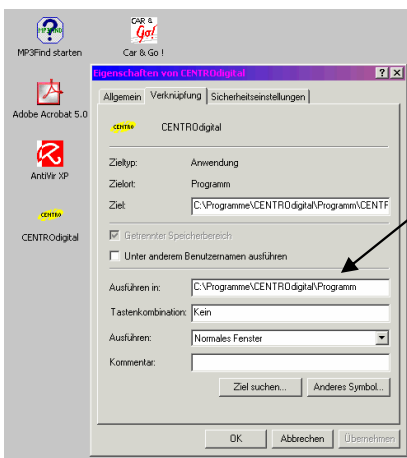 MP3Find starten
CAR & Go!
Car & Go !
Adobe Acrobat 5.0
AntiVir XP
CENTRO
CENTROdigital
Eigenschaften von CENTROdigital
Allgemein Verknüpfung Sicherheitseinstellungen
CENTRO CENTROdigital
Zieltyp: Anwendung
Zielort: Programm
Ziel: C:\Programme\CENTROdigital\Programm\CENTF
Getrennter Speicherbereich
Unter anderem Benutzernamen ausführen
Ausführen in: C:\Programme\CENTROdigital\Programm
Tastenkombination: Kein
Ausführen: Normales Fenster
Kommentar:
Ziel suchen... Anderes Symbol...
OK Abbrechen Übernehmen